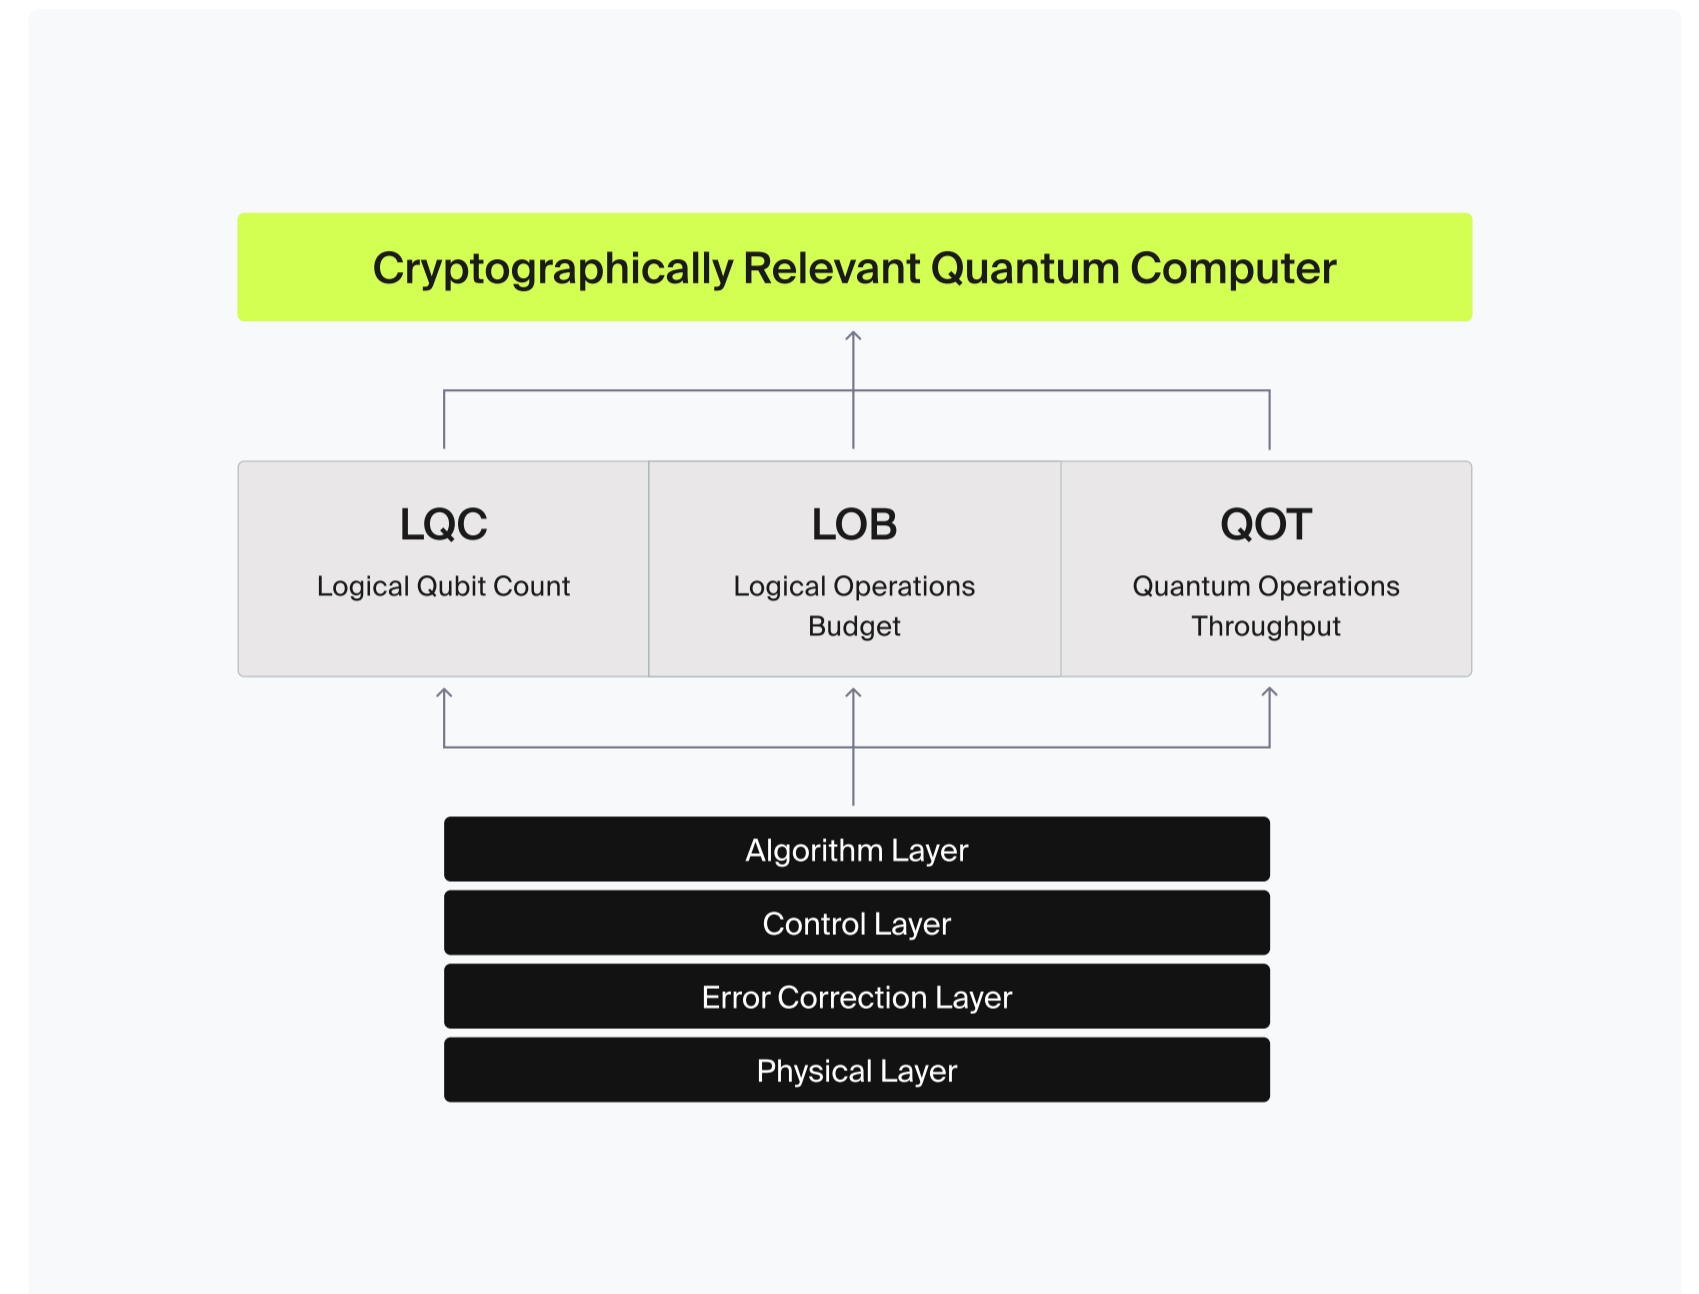 Cryptographically Relevant Quantum Computer
LQC
Logical Qubit Count
LOB
Logical Operations
Budget
QOT
Quantum Operations
Throughput
Algorithm Layer
Control Layer
Error Correction Layer
Physical Layer